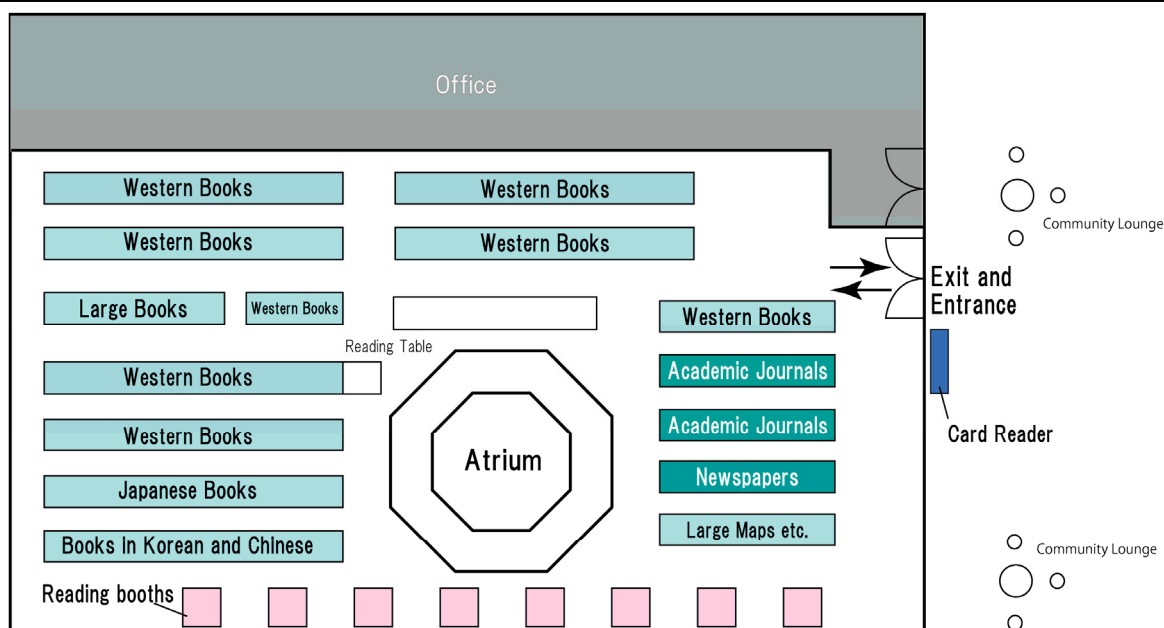 Office
Western Books
Western Books
Western Books
Western Books
Community Lounge
Exit and
Entrance
Large Books
Western Books
Western Books
Reading Table
Western Books
Academic Journals
Western Books
Academic Journals
Card Reader
Atrium
Japanese Books
Newspapers
Books in Korean and Chinese
Large Maps etc.
Community Lounge
Reading booths